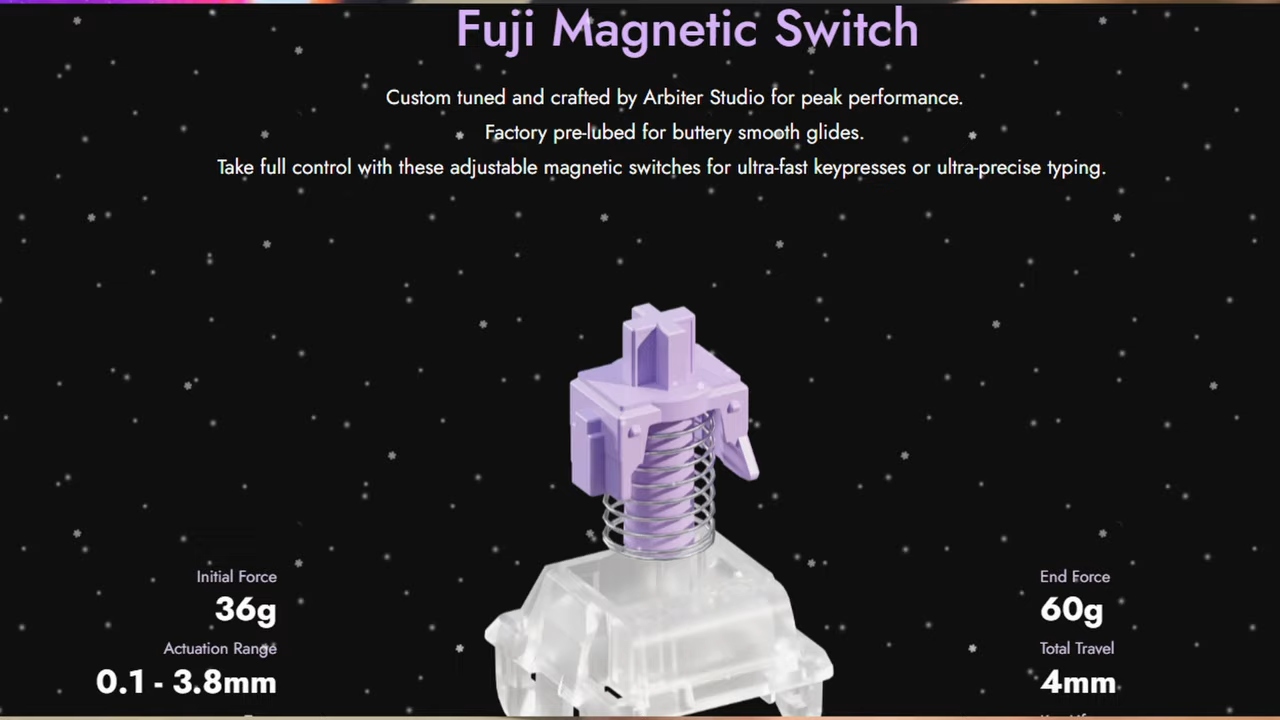 Fuji Magnetic Switch
Custom tuned and crafted by Arbiter Studio for peak performance.
Factory pre-lubed for buttery smooth glides.
Take full control with these adjustable magnetic switches for ultra-fast keypresses or ultra-precise typing.
Initial Force
36g
Actuation Range
0.1 - 3.8mm
End Force
60g
Total Travel
4mm